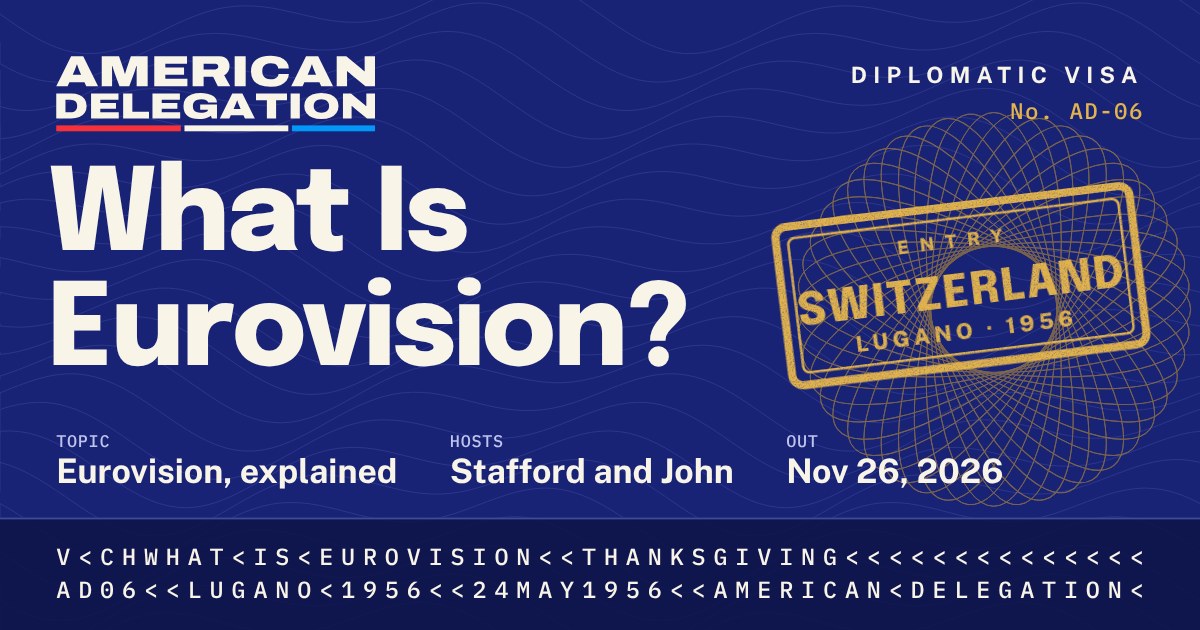 AMERICAN
DELEGATION
DIPLOMATIC VISA
No. AD-06
What Is
Eurovision?
ENTRY
SWITZERLAND
LUGANO · 1956
TOPIC
Eurovision, explained
HOSTS
Stafford and John
OUT
Nov 26, 2026
V<CHWHAT<IS<EUROVISION<<THANKSGIVING<<<<<<<<<<<<<<
AD06<<LUGANO<1956<<24MAY1956<<AMERICAN<DELEGATION<